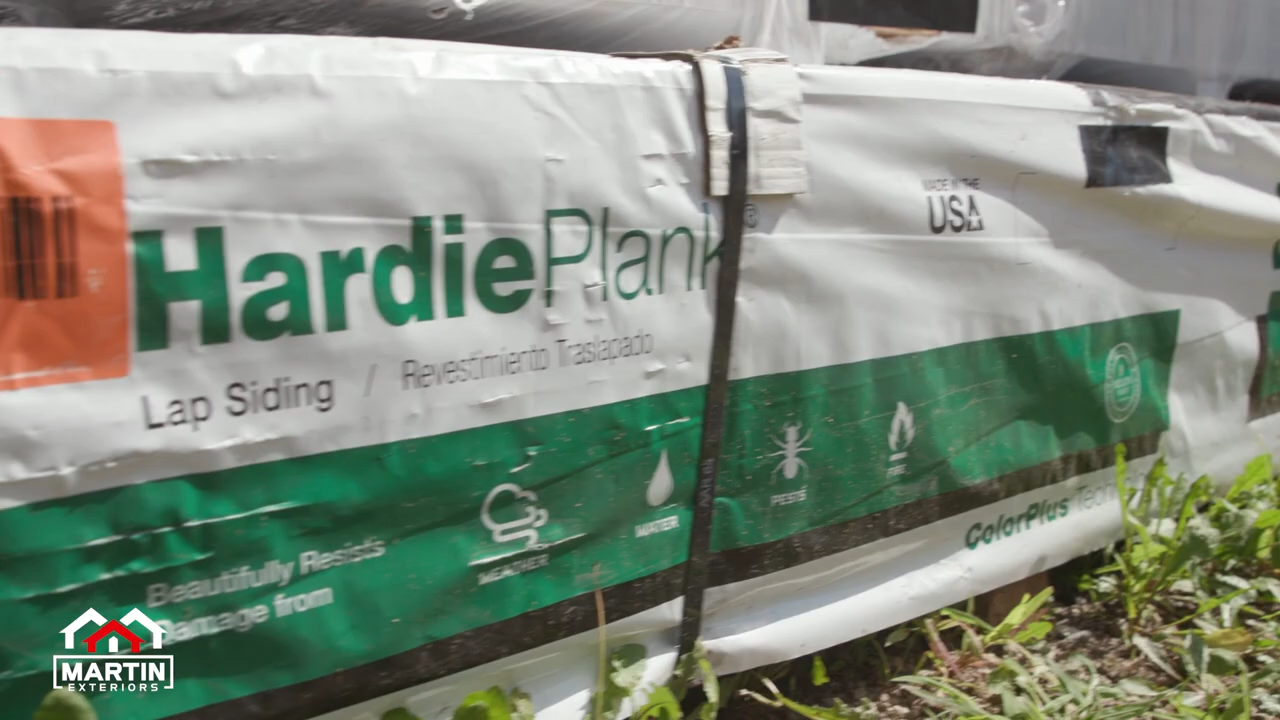 HardiePlank®
Lap Siding / Revestimiento Traslapado
MADE IN THE
USA
Beautifully Resists
Damage from
WEATHER
WATER
PESTS
FIRE
ColorPlus
MARTIN
EXTERIORS